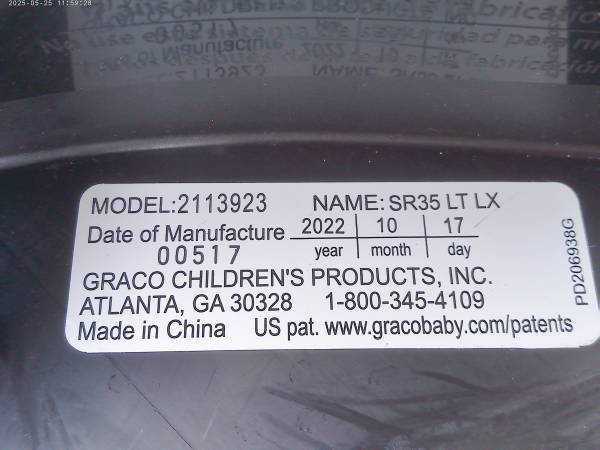 2025-05-25 11:59:28
MODEL:2113923 NAME: SR35 LT LX
Date of Manufacture 2022 10 17
00517 year month day
GRACO CHILDREN'S PRODUCTS, INC.
ATLANTA, GA 30328 1-800-345-4109
Made in China US pat. www.gracobaby.com/patents
PD206938G